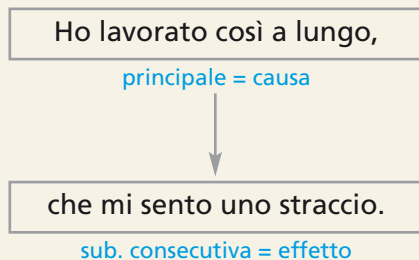 Ho lavorato così a lungo,
principale = causa
che mi sento uno straccio.
sub. consecutiva = effetto